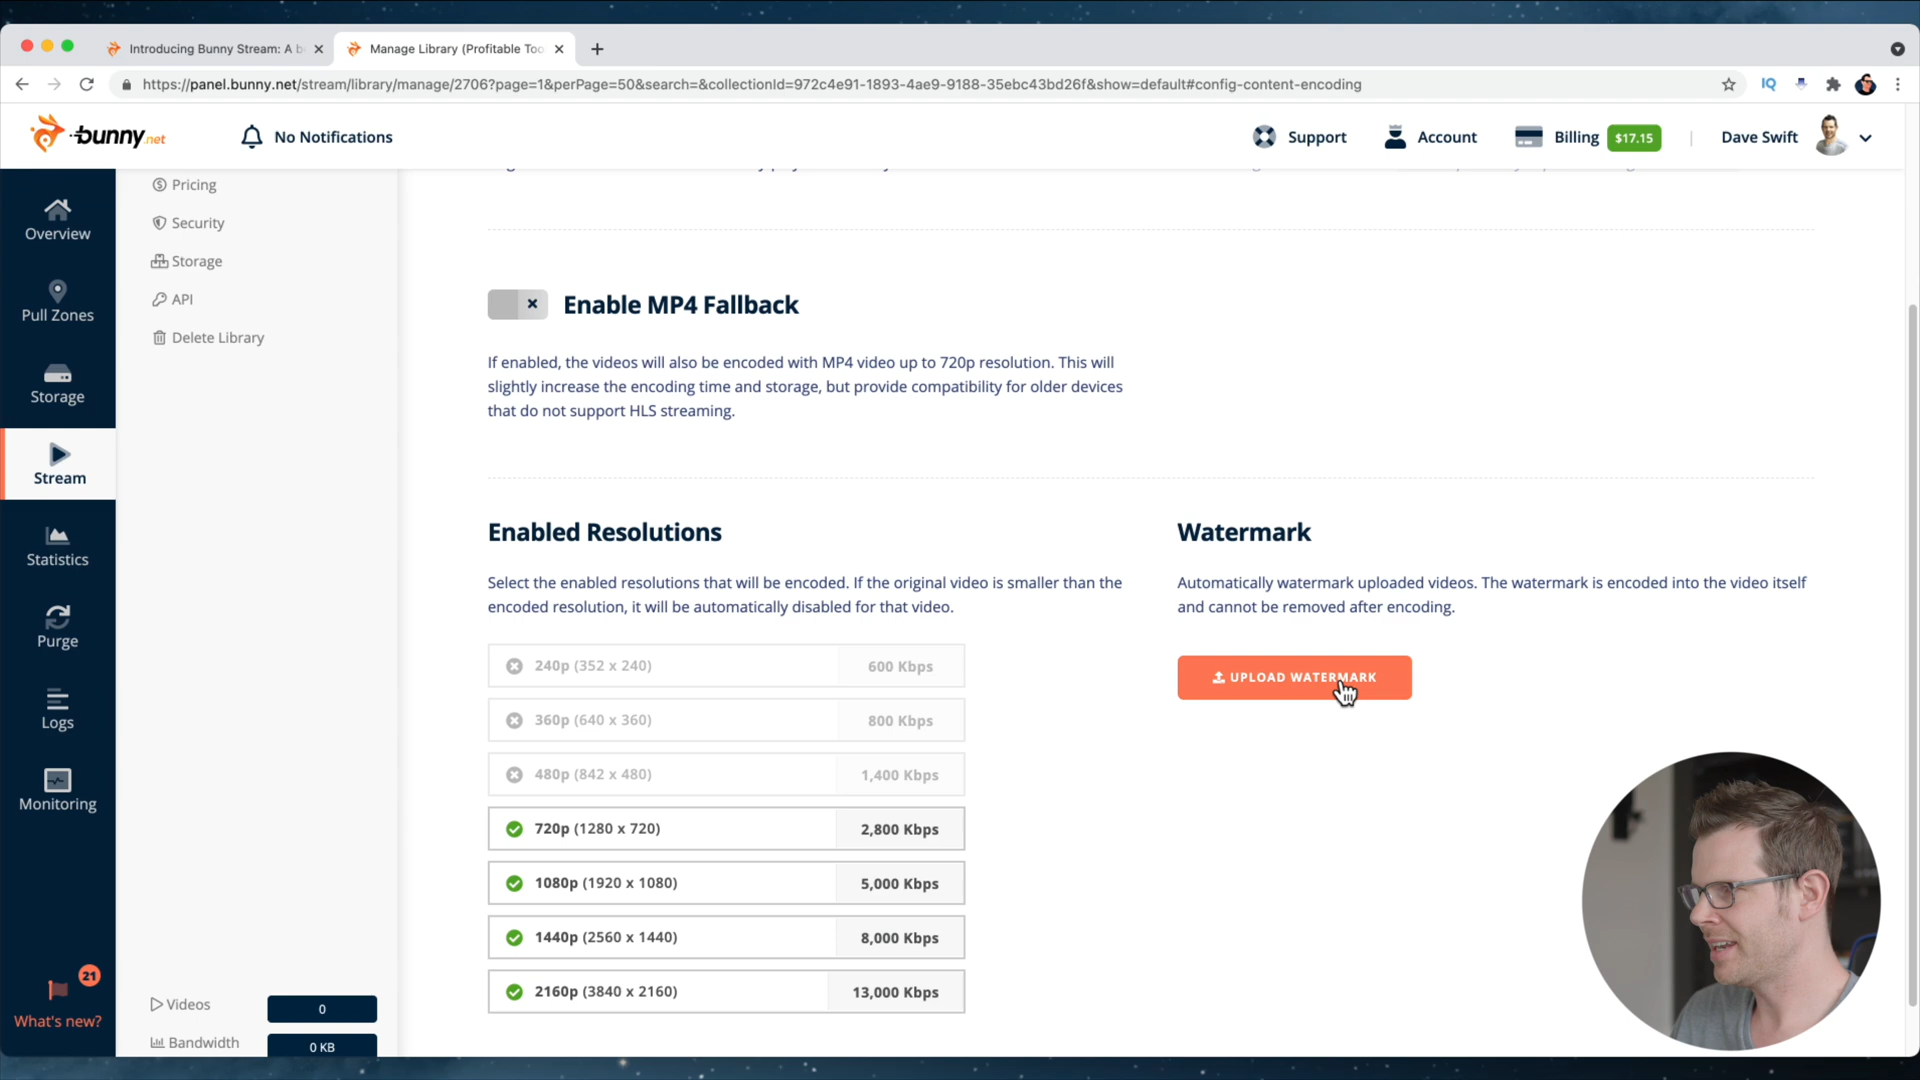 Introducing Bunny Stream: A b
Manage Library (Profitable Too
https://panel.bunny.net/stream/library/manage/2706?page=1&perPage=50&search=&collectionId=972c4e91-1893-4ae9-9188-35ebc43bd26f&show=default#config-content-encoding
IQ
bunny.net
No Notifications
Support
Account
Billing $17.15
Dave Swift
Overview
Pull Zones
Storage
Stream
Statistics
Purge
Logs
Monitoring
21
What's new?
Pricing
Security
Storage
API
Delete Library
Videos 0
Bandwidth 0 KB
Enable MP4 Fallback
If enabled, the videos will also be encoded with MP4 video up to 720p resolution. This will
slightly increase the encoding time and storage, but provide compatibility for older devices
that do not support HLS streaming.
Enabled Resolutions
Select the enabled resolutions that will be encoded. If the original video is smaller than the
encoded resolution, it will be automatically disabled for that video.
240p (352 x 240) 600 Kbps
360p (640 x 360) 800 Kbps
480p (842 x 480) 1,400 Kbps
720p (1280 x 720) 2,800 Kbps
1080p (1920 x 1080) 5,000 Kbps
1440p (2560 x 1440) 8,000 Kbps
2160p (3840 x 2160) 13,000 Kbps
Watermark
Automatically watermark uploaded videos. The watermark is encoded into the video itself
and cannot be removed after encoding.
UPLOAD WATERMARK